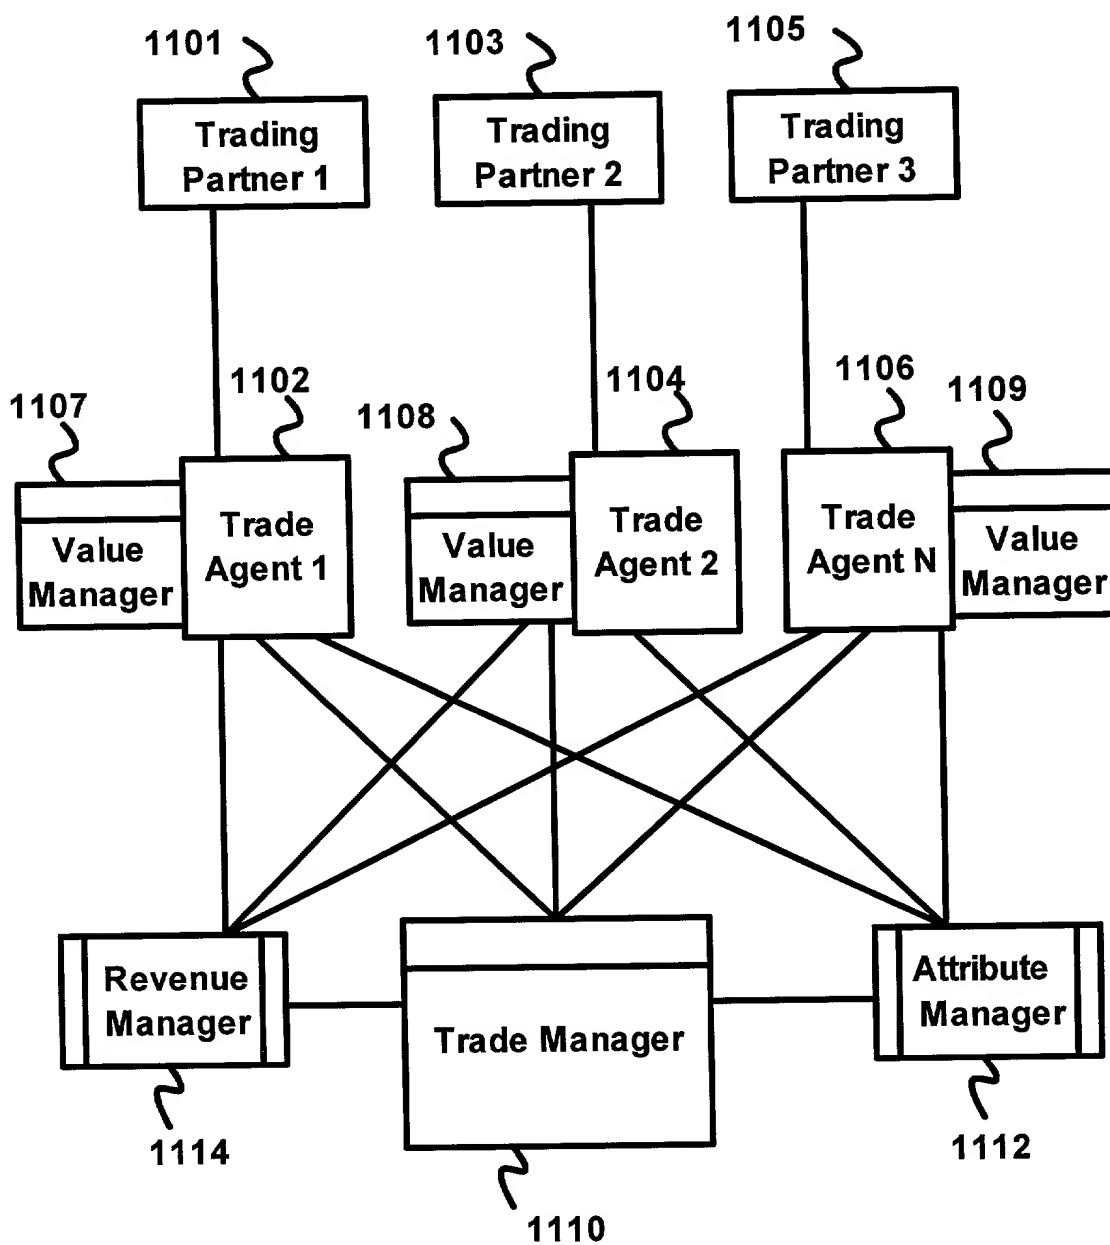 1101
1103
1105
Trading
Partner 1
Trading
Partner 2
Trading
Partner 3
1107
1102
1108
1104
1106
1109
Value
Manager
Trade
Agent 1
Value
Manager
Trade
Agent 2
Trade
Agent N
Value
Manager
Revenue
Manager
Trade Manager
Attribute
Manager
1114
1110
1112